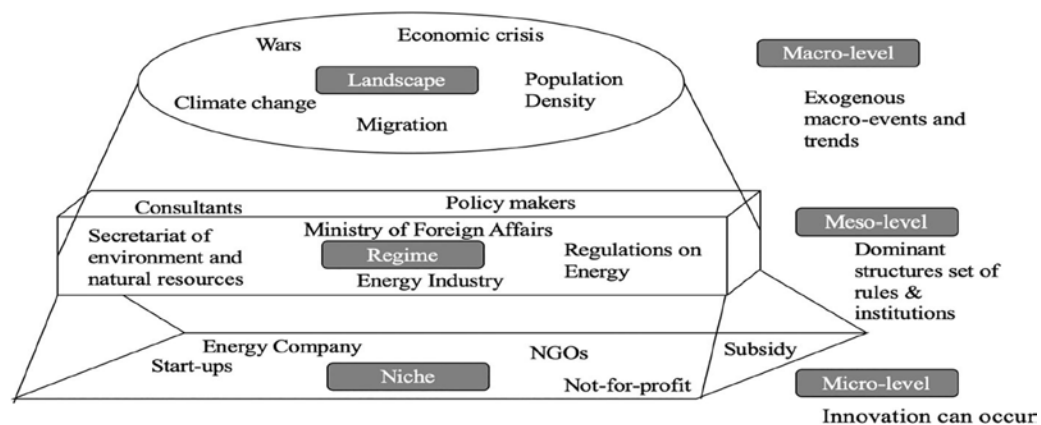 Wars
Economic crisis
Landscape
Climate change
Population
Density
Migration
Macro-level
Exogenous
macro-events and
trends
Consultants
Policy makers
Ministry of Foreign Affairs
Secretariat of
environment and
natural resources
Regime
Energy Industry
Regulations on
Energy
Meso-level
Dominant
structures set of
rules &
institutions
Energy Company
Start-ups
NGOs
Subsidy
Niche
Not-for-profit
Micro-level
Innovation can occur